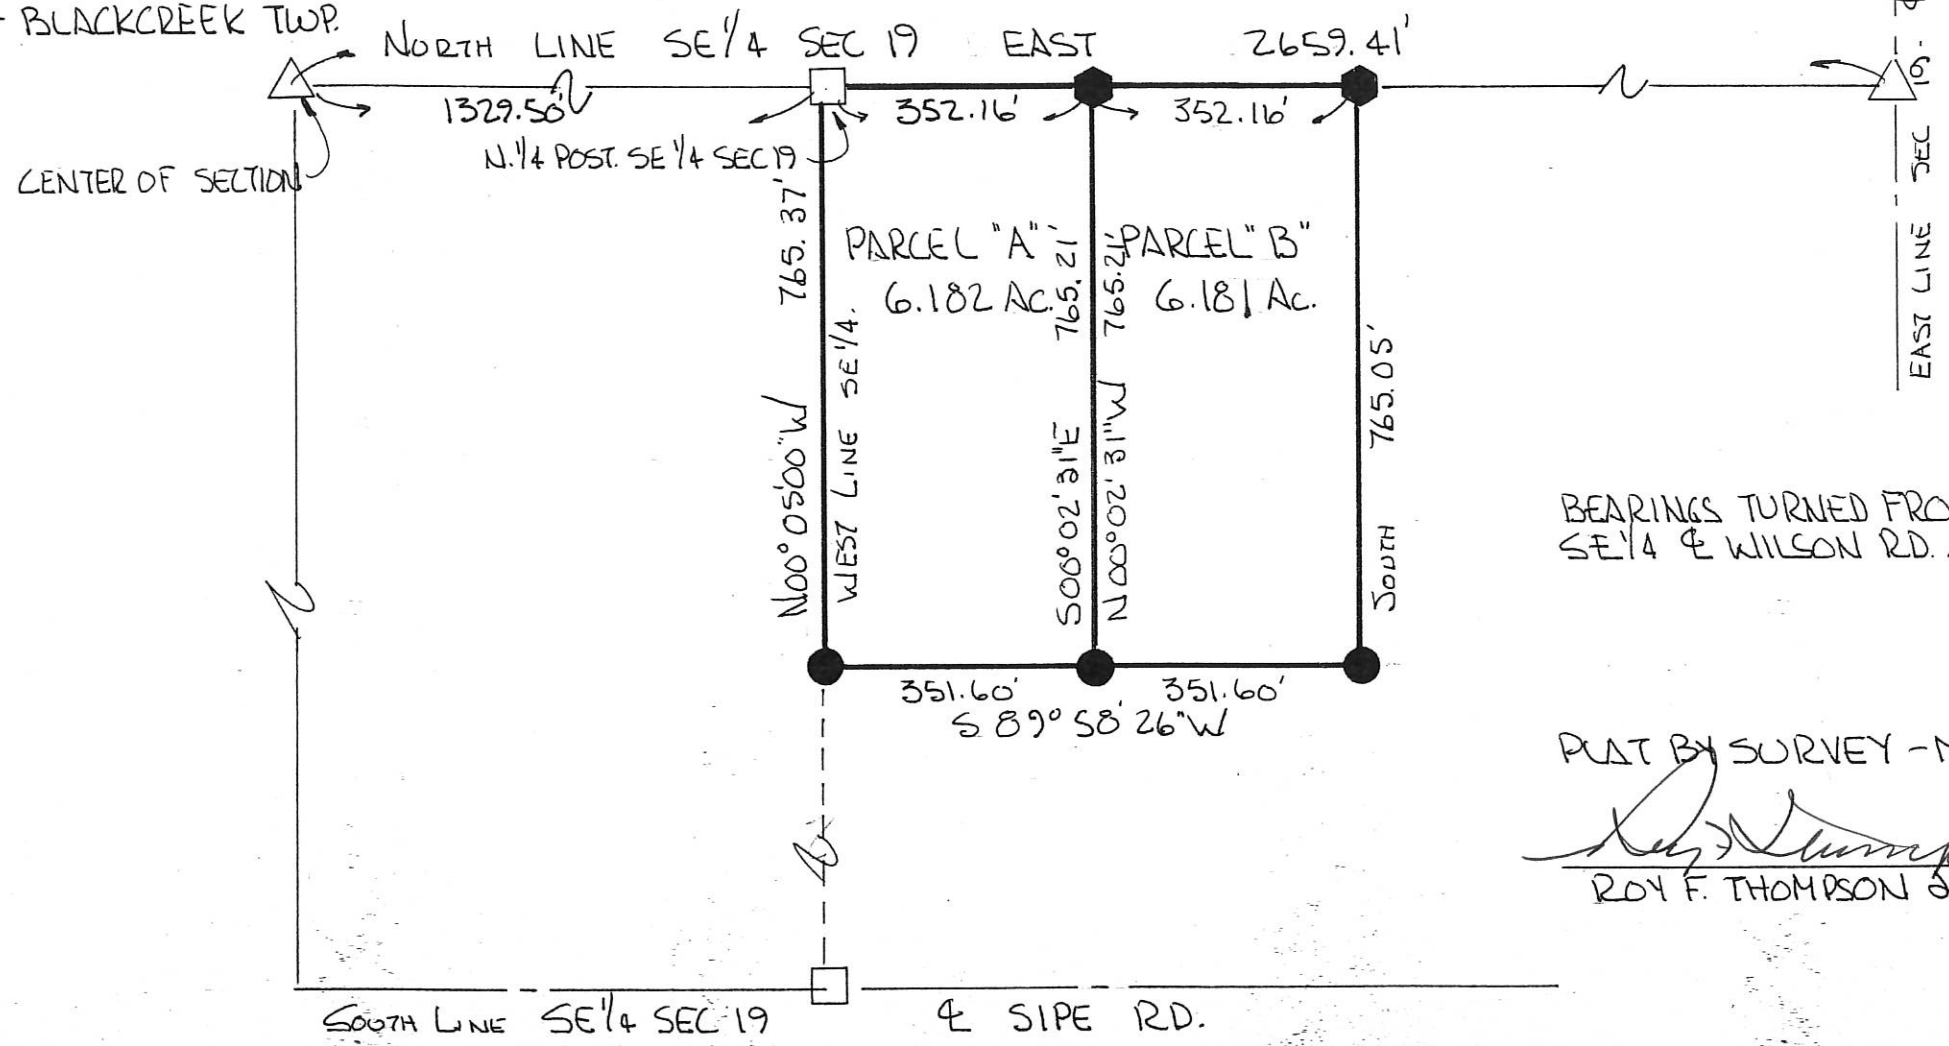 BLACKCREEK TWP.
NORTH LINE SE 1/4 SEC 19 EAST 2659.41'
1329.50'
352.16'
352.16'
N. 1/4 POST. SE 1/4 SEC 19
CENTER OF SECTION
EAST LINE SEC 19
N00° 05'00"W 765.37'
WEST LINE SE 1/4.
PARCEL "A"
6.182 Ac.
S00° 02' 31"E 765.21'
N00° 02' 31"W 765.21'
PARCEL "B"
6.181 Ac.
SOUTH 765.05'
BEARINGS TURNED FRO
SE 1/4 ℄ WILSON RD.
351.60'
351.60'
S 89° 58' 26"W
PLAT BY SURVEY -
ROY F. THOMPSON
SOUTH LINE SE 1/4 SEC 19 ℄ SIPE RD.